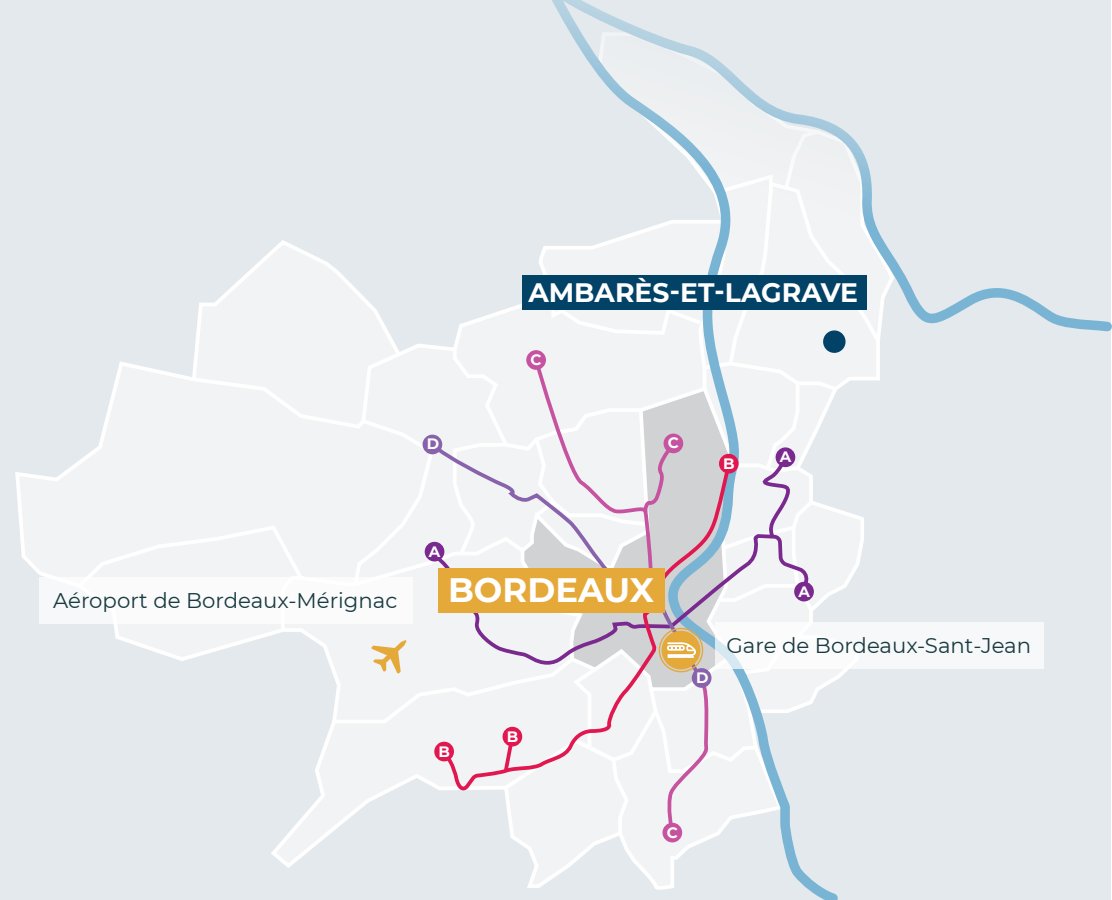 AMBARÈS-ET-LAGRAVE
C
D
C
B
A
A
BORDEAUX
A
Aéroport de Bordeaux-Mérignac
Gare de Bordeaux-Sant-Jean
D
B
B
C